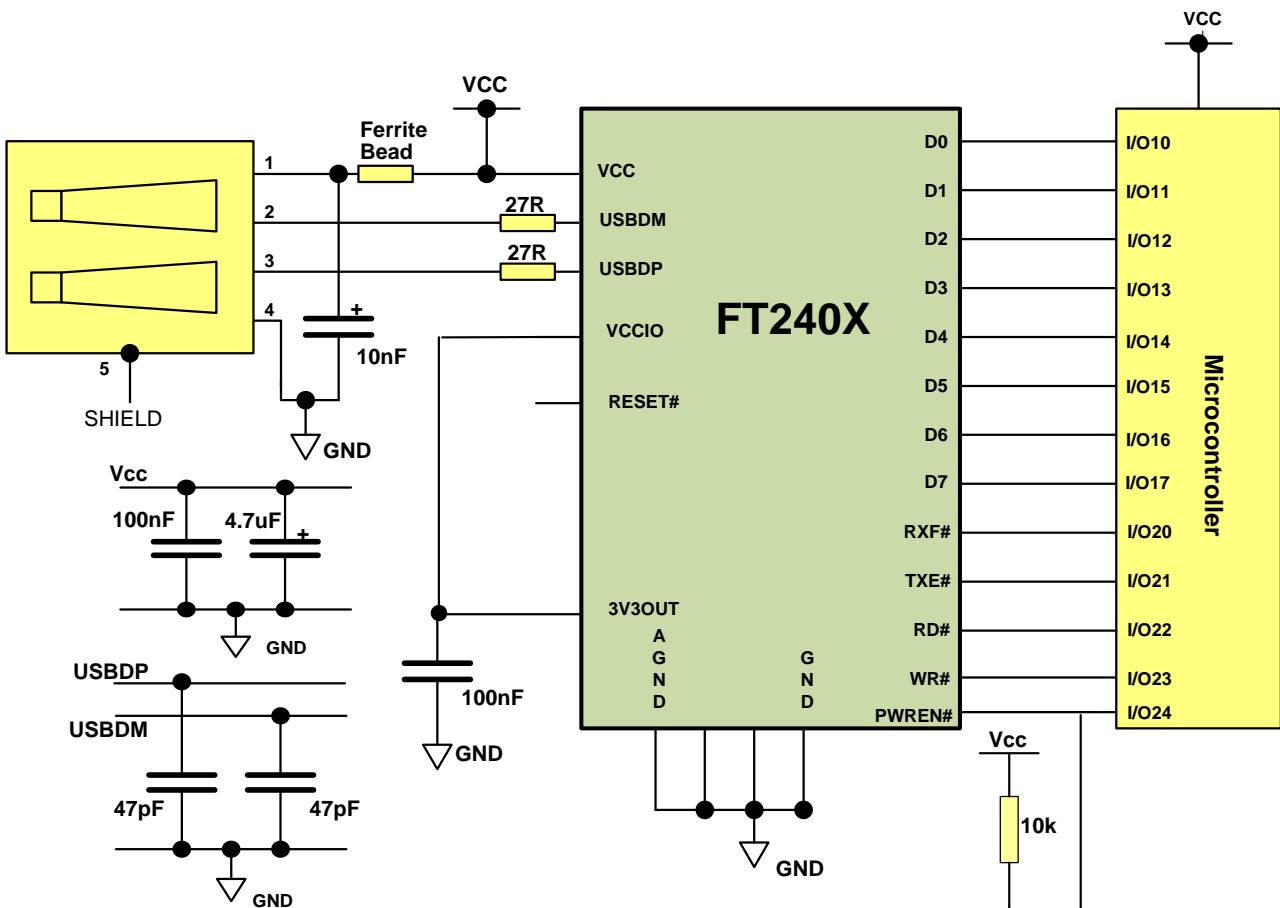 VCC
VCC
Ferrite
Bead
1
2
3
4
5
SHIELD
27R
27R
+
10nF
GND
VCC
USBDM
USBDP
VCCIO
RESET#
3V3OUT
FT240X
AGND
GND
D0
D1
D2
D3
D4
D5
D6
D7
RXF#
TXE#
RD#
WR#
PWREN#
I/O10
I/O11
I/O12
I/O13
I/O14
I/O15
I/O16
I/O17
I/O20
I/O21
I/O22
I/O23
I/O24
Microcontroller
Vcc
100nF
4.7uF
+
GND
USBDP
USBDM
47pF
47pF
GND
100nF
GND
GND
Vcc
10k